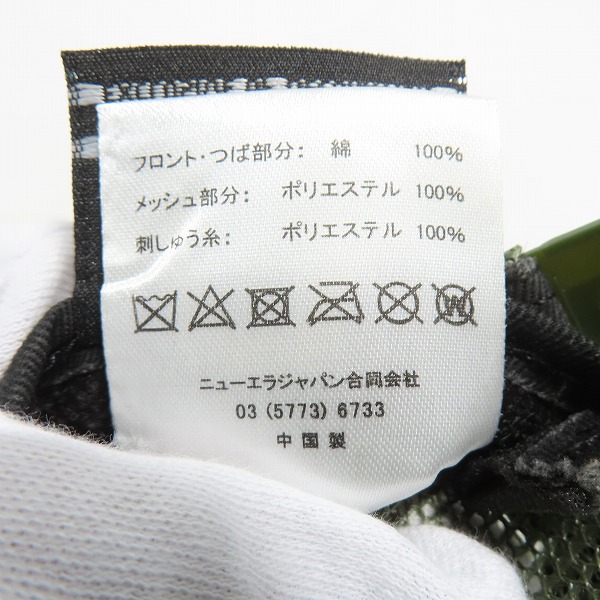 フロント・つば部分: 綿 100%
メッシュ部分: ポリエステル 100%
刺しゅう糸: ポリエステル 100%
ニューエラジャパン合同会社
03 (5773) 6733
中国製